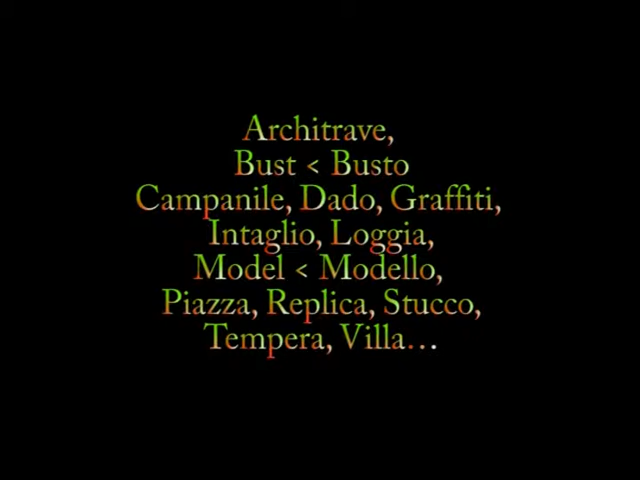 Architrave,
Bust < Busto
Campanile, Dado, Graffiti,
Intaglio, Loggia,
Model < Modello,
Piazza, Replica, Stucco,
Tempera, Villa…